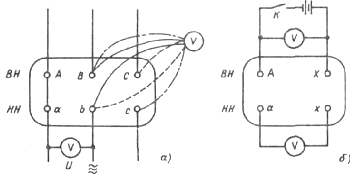 К
V V
ВН A B C V ВН A X
НН a b c НН a x
V V
U
≈ а) б)